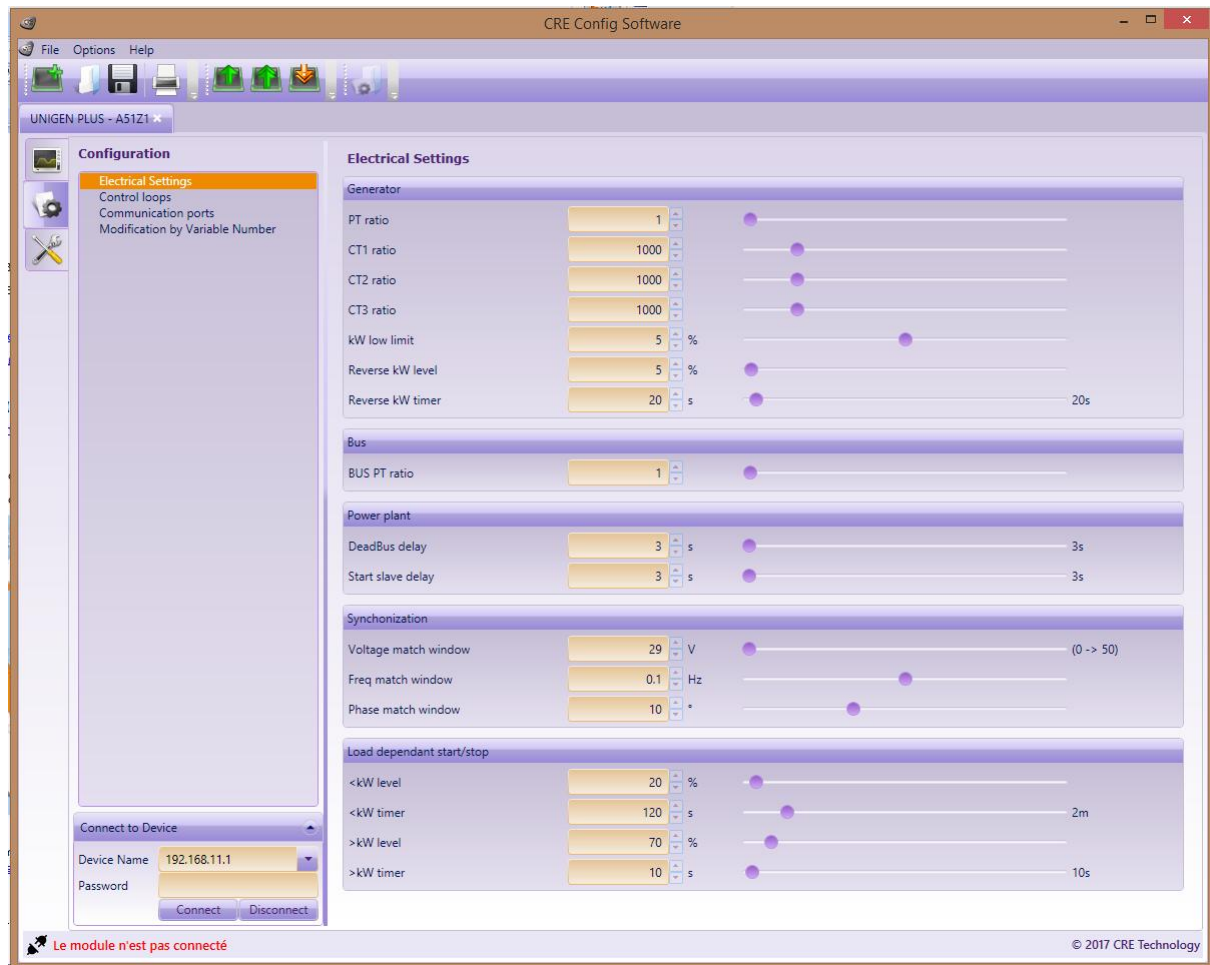 CRE Config Software
File Options Help
UNIGEN PLUS - A51Z1
Configuration
Electrical Settings
Control loops
Communication ports
Modification by Variable Number
Connect to Device
Device Name 192.168.11.1
Password
Connect Disconnect
Electrical Settings
Generator
PT ratio 1
CT1 ratio 1000
CT2 ratio 1000
CT3 ratio 1000
kW low limit 5 %
Reverse kW level 5 %
Reverse kW timer 20 s 20s
Bus
BUS PT ratio 1
Power plant
DeadBus delay 3 s 3s
Start slave delay 3 s 3s
Synchonization
Voltage match window 29 V (0 -> 50)
Freq match window 0.1 Hz
Phase match window 10 °
Load dependant start/stop
<kW level 20 %
<kW timer 120 s 2m
>kW level 70 %
>kW timer 10 s 10s
Le module n'est pas connecté
© 2017 CRE Technology